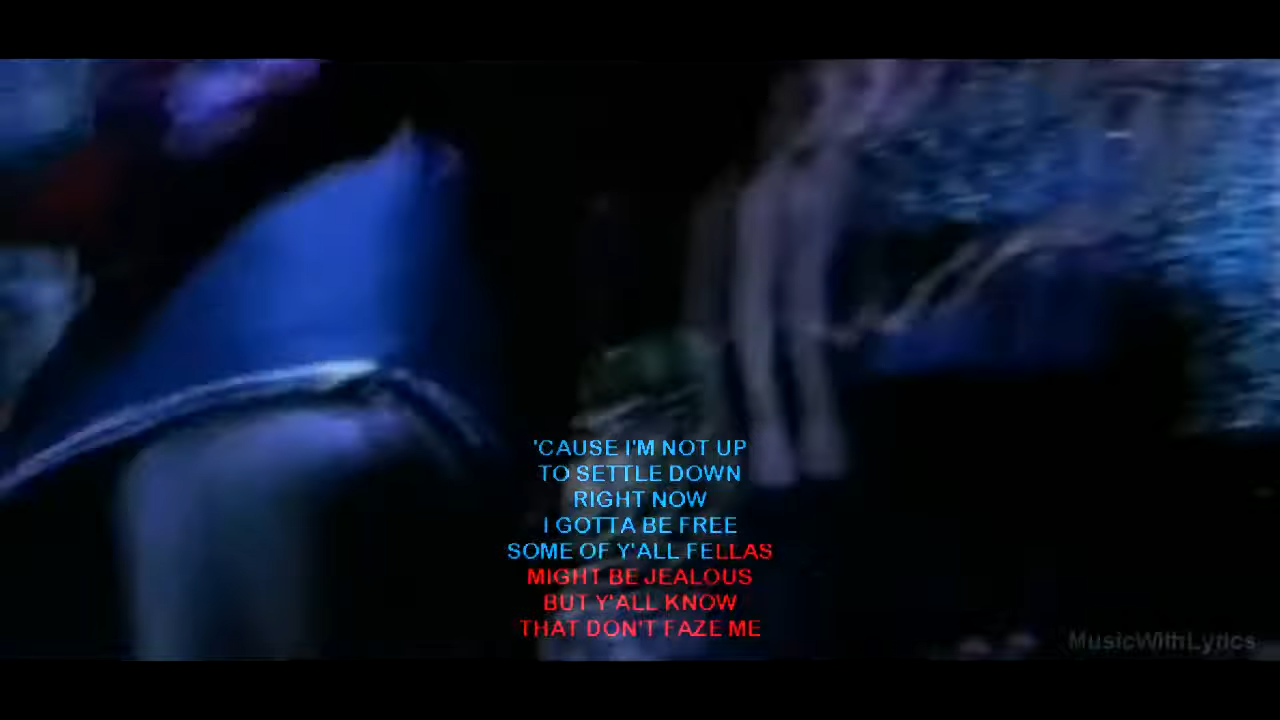 'CAUSE I'M NOT UP
TO SETTLE DOWN
RIGHT NOW
I GOTTA BE FREE
SOME OF Y'ALL FELLAS
MIGHT BE JEALOUS
BUT Y'ALL KNOW
THAT DON'T FAZE ME
MusicWithLyrics